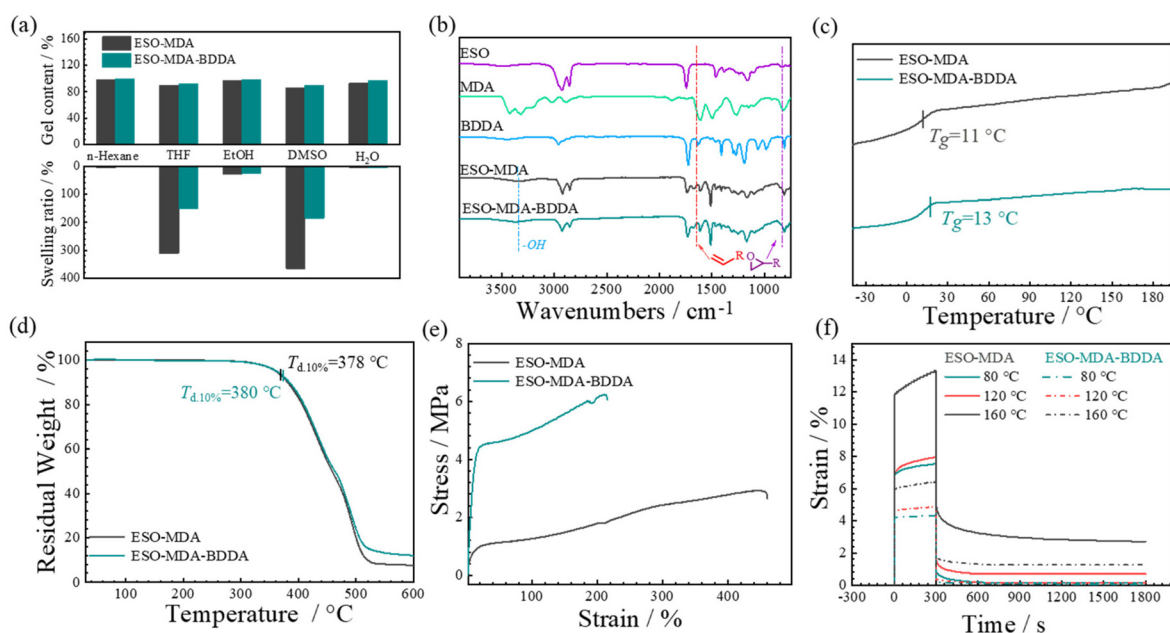 (a)
Gel content / %
160
120
80
40
0
ESO-MDA
ESO-MDA-BDDA
n-Hexane THF EtOH DMSO H2O
Swelling ratio / %
0
100
200
300
400
(b)
ESO
MDA
BDDA
ESO-MDA
ESO-MDA-BDDA
-OH
R
O
R
3500 3000 2500 2000 1500 1000
Wavenumbers / cm-1
(c)
ESO-MDA
ESO-MDA-BDDA
Tg=11 °C
Tg=13 °C
-30 0 30 60 90 120 150 180
Temperature / °C
(d)
Residual Weight / %
100
80
60
40
20
0
Td.10%=378 °C
Td.10%=380 °C
ESO-MDA
ESO-MDA-BDDA
100 200 300 400 500 600
Temperature / °C
(e)
Stress / MPa
8
6
4
2
0
ESO-MDA
ESO-MDA-BDDA
100 200 300 400 500
Strain / %
(f)
Strain / %
14
12
10
8
6
4
2
0
ESO-MDA ESO-MDA-BDDA
80 °C 80 °C
120 °C 120 °C
160 °C 160 °C
-300 0 300 600 900 1200 1500 1800
Time / s